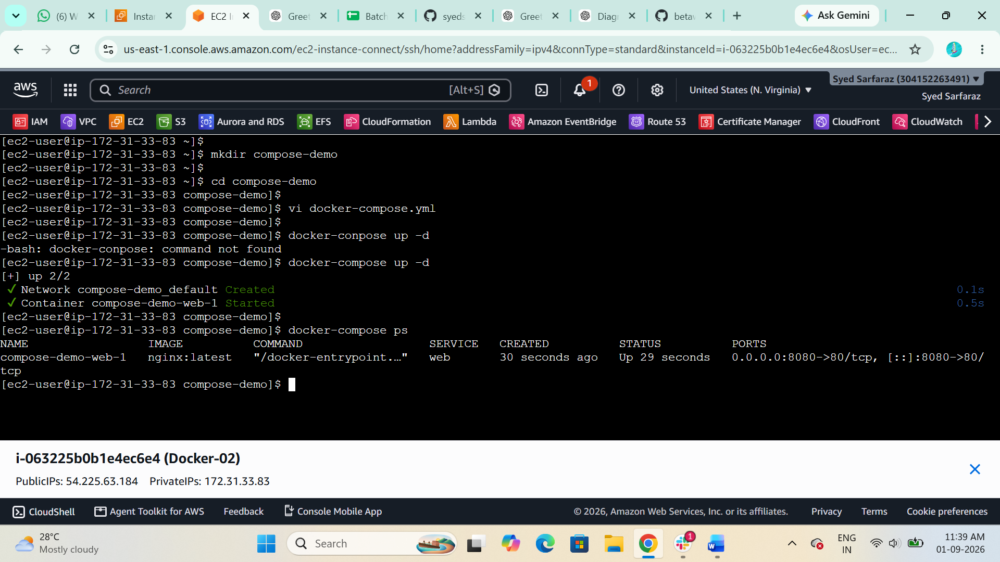 (6) W
Instan
EC2 In
Greet
Batch
syeds
Greet
Diagr
betaw
Ask Gemini
us-east-1.console.aws.amazon.com/ec2-instance-connect/ssh/home?addressFamily=ipv4&connType=standard&instanceId=i-063225b0b1e4ec6e4&osUser=ec...
aws
Search
[Alt+S]
1
United States (N. Virginia) ▼
Syed Sarfaraz (304152263491) ▼
Syed Sarfaraz
IAM
VPC
EC2
S3
Aurora and RDS
EFS
CloudFormation
Lambda
Amazon EventBridge
Route 53
Certificate Manager
CloudFront
CloudWatch
[ec2-user@ip-172-31-33-83 ~]$
[ec2-user@ip-172-31-33-83 ~]$ mkdir compose-demo
[ec2-user@ip-172-31-33-83 ~]$
[ec2-user@ip-172-31-33-83 ~]$ cd compose-demo
[ec2-user@ip-172-31-33-83 compose-demo]$
[ec2-user@ip-172-31-33-83 compose-demo]$ vi docker-compose.yml
[ec2-user@ip-172-31-33-83 compose-demo]$
[ec2-user@ip-172-31-33-83 compose-demo]$ docker-conpose up -d
-bash: docker-conpose: command not found
[ec2-user@ip-172-31-33-83 compose-demo]$ docker-compose up -d
[+] up 2/2
✓ Network compose-demo_default Created 0.1s
✓ Container compose-demo-web-1 Started 0.5s
[ec2-user@ip-172-31-33-83 compose-demo]$
[ec2-user@ip-172-31-33-83 compose-demo]$ docker-compose ps
NAME IMAGE COMMAND SERVICE CREATED STATUS PORTS
compose-demo-web-1 nginx:latest "/docker-entrypoint.…" web 30 seconds ago Up 29 seconds 0.0.0.0:8080->80/tcp, [::]:8080->80/
tcp
[ec2-user@ip-172-31-33-83 compose-demo]$
i-063225b0b1e4ec6e4 (Docker-02)
PublicIPs: 54.225.63.184 PrivateIPs: 172.31.33.83
CloudShell
Agent Toolkit for AWS
Feedback
Console Mobile App
© 2026, Amazon Web Services, Inc. or its affiliates.
Privacy
Terms
Cookie preferences
28°C
Mostly cloudy
Search
1
ENG
IN
11:39 AM
01-09-2026